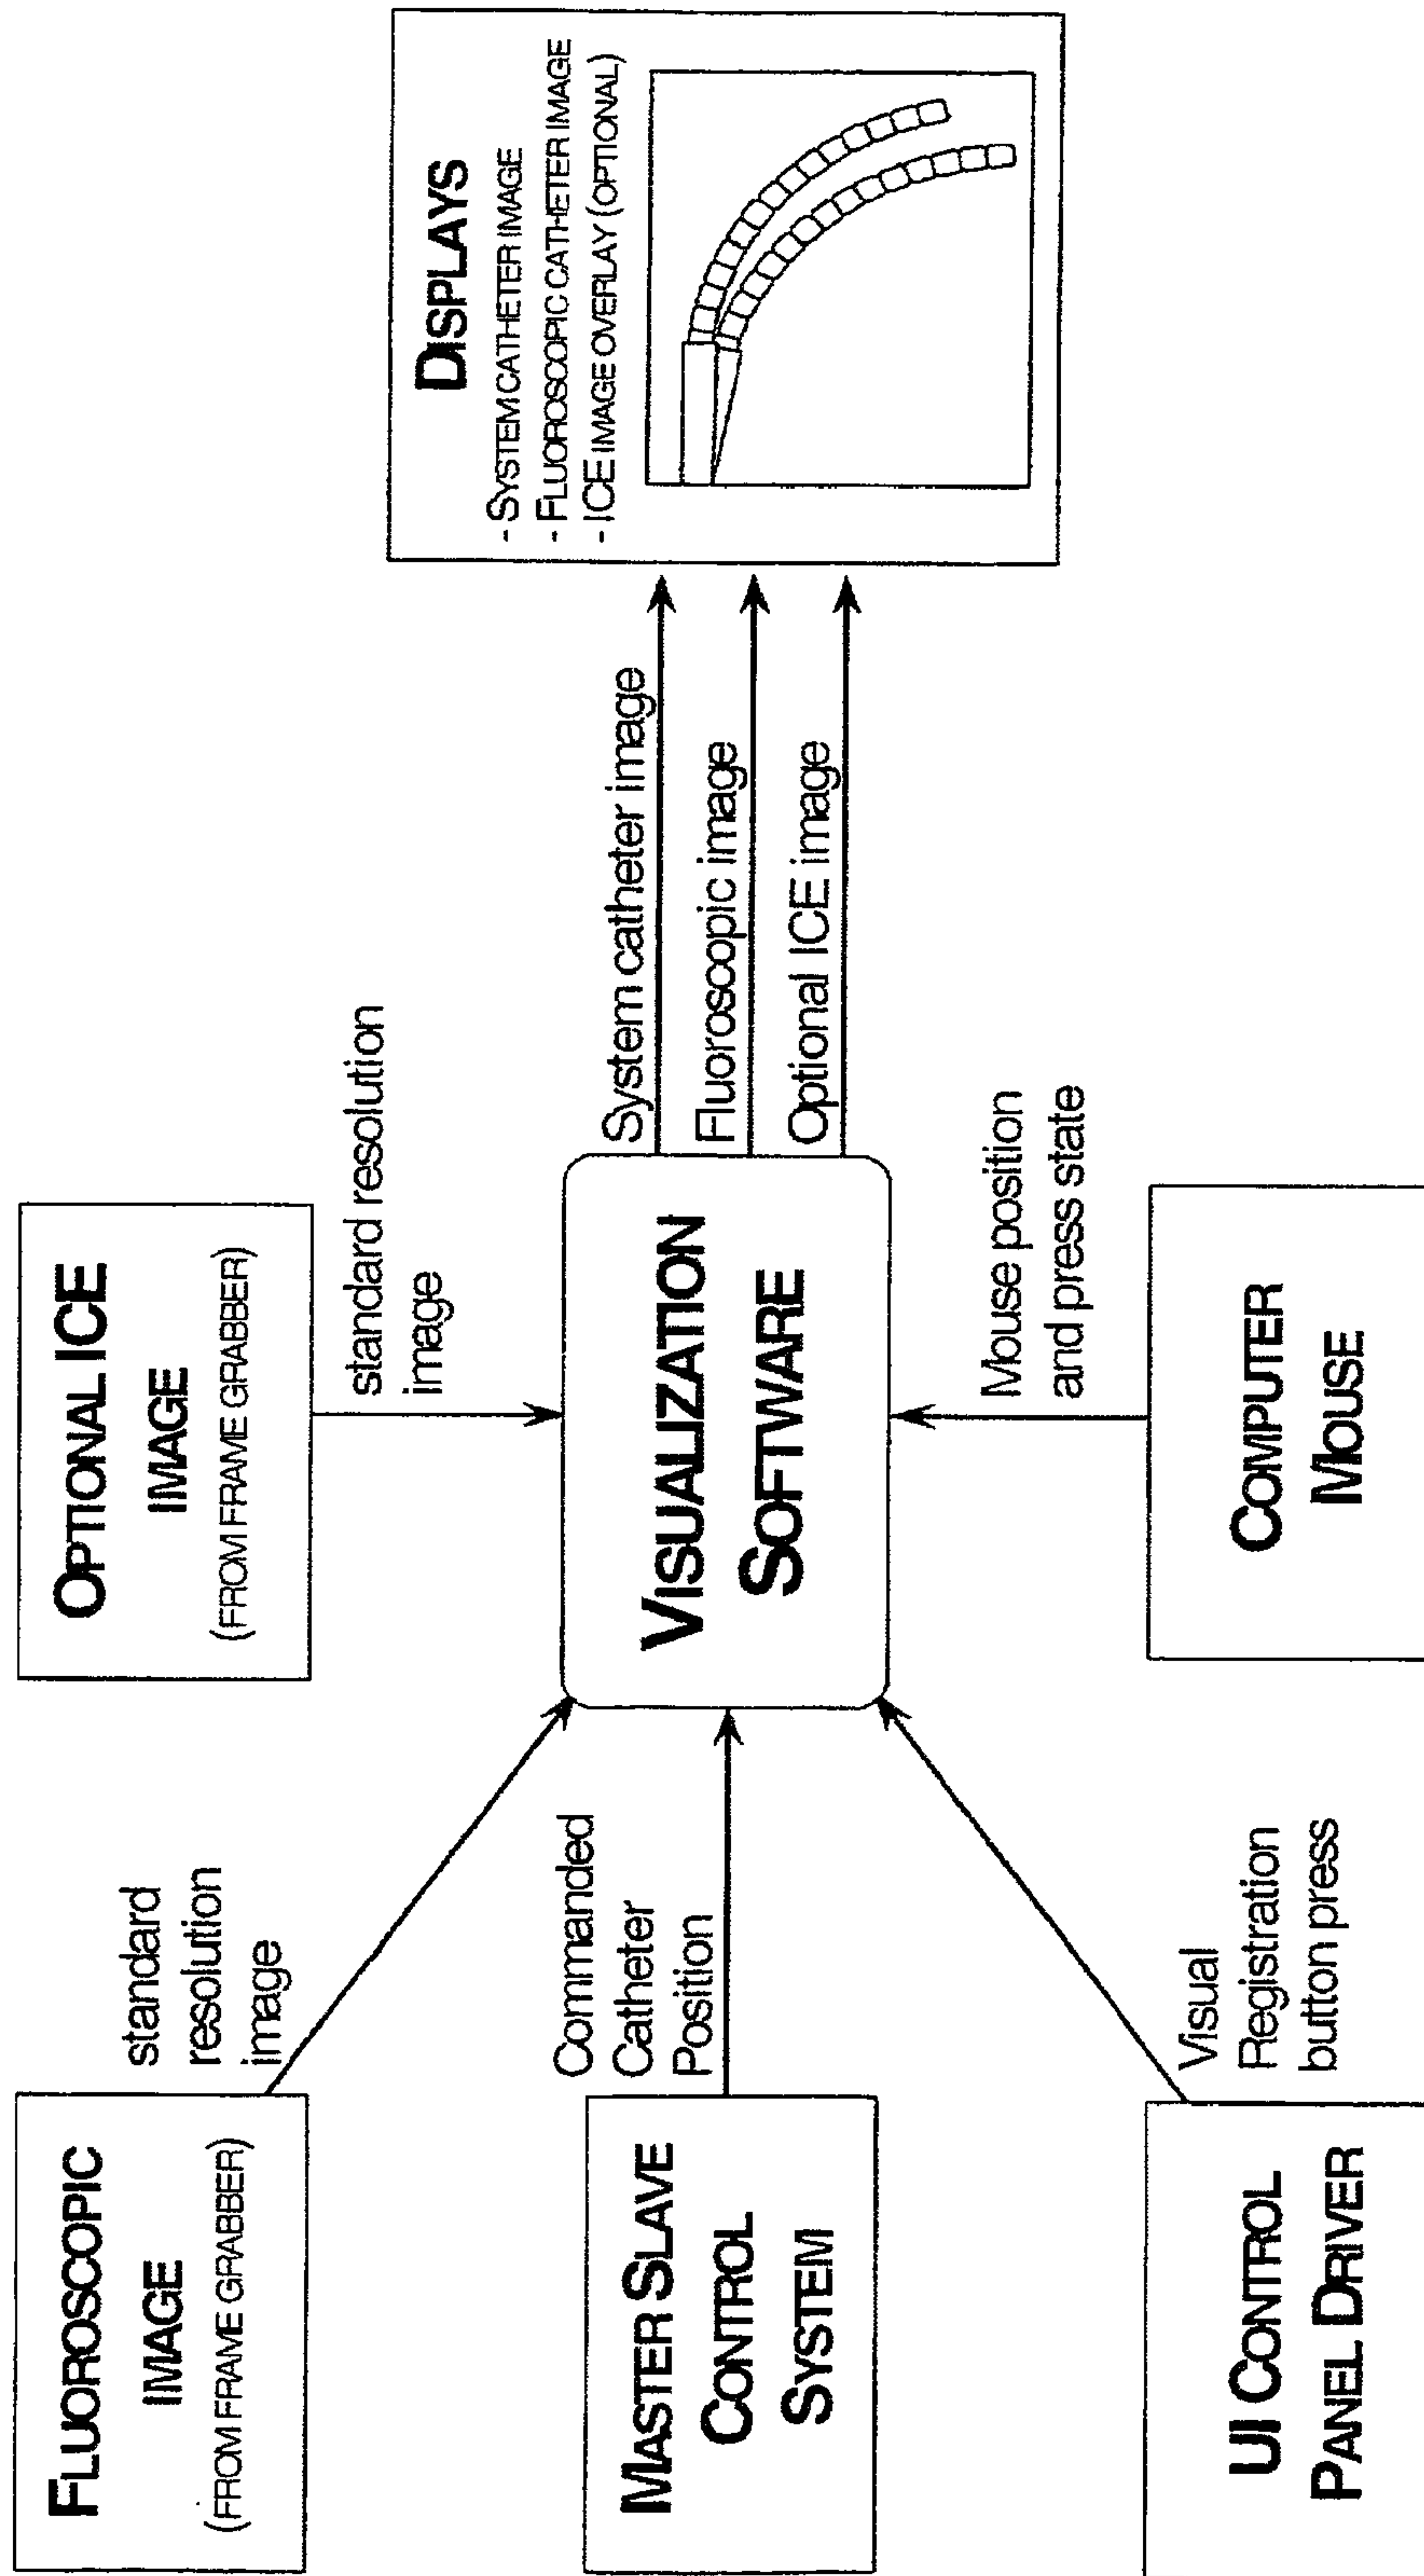 FLUOROSCOPIC
IMAGE
(FROM FRAME GRABBER)
standard
resolution
image
OPTIONAL ICE
IMAGE
(FROM FRAME GRABBER)
standard resolution
image
MASTER SLAVE
CONTROL
SYSTEM
Commanded
Catheter
Position
VISUALIZATION
SOFTWARE
System catheter image
Fluoroscopic image
Optional ICE image
DISPLAYS
- SYSTEM CATHETER IMAGE
- FLUOROSCOPIC CATHETER IMAGE
- ICE IMAGE OVERLAY (OPTIONAL)
UI CONTROL
PANEL DRIVER
Visual
Registration
button press
COMPUTER
MOUSE
Mouse position
and press state